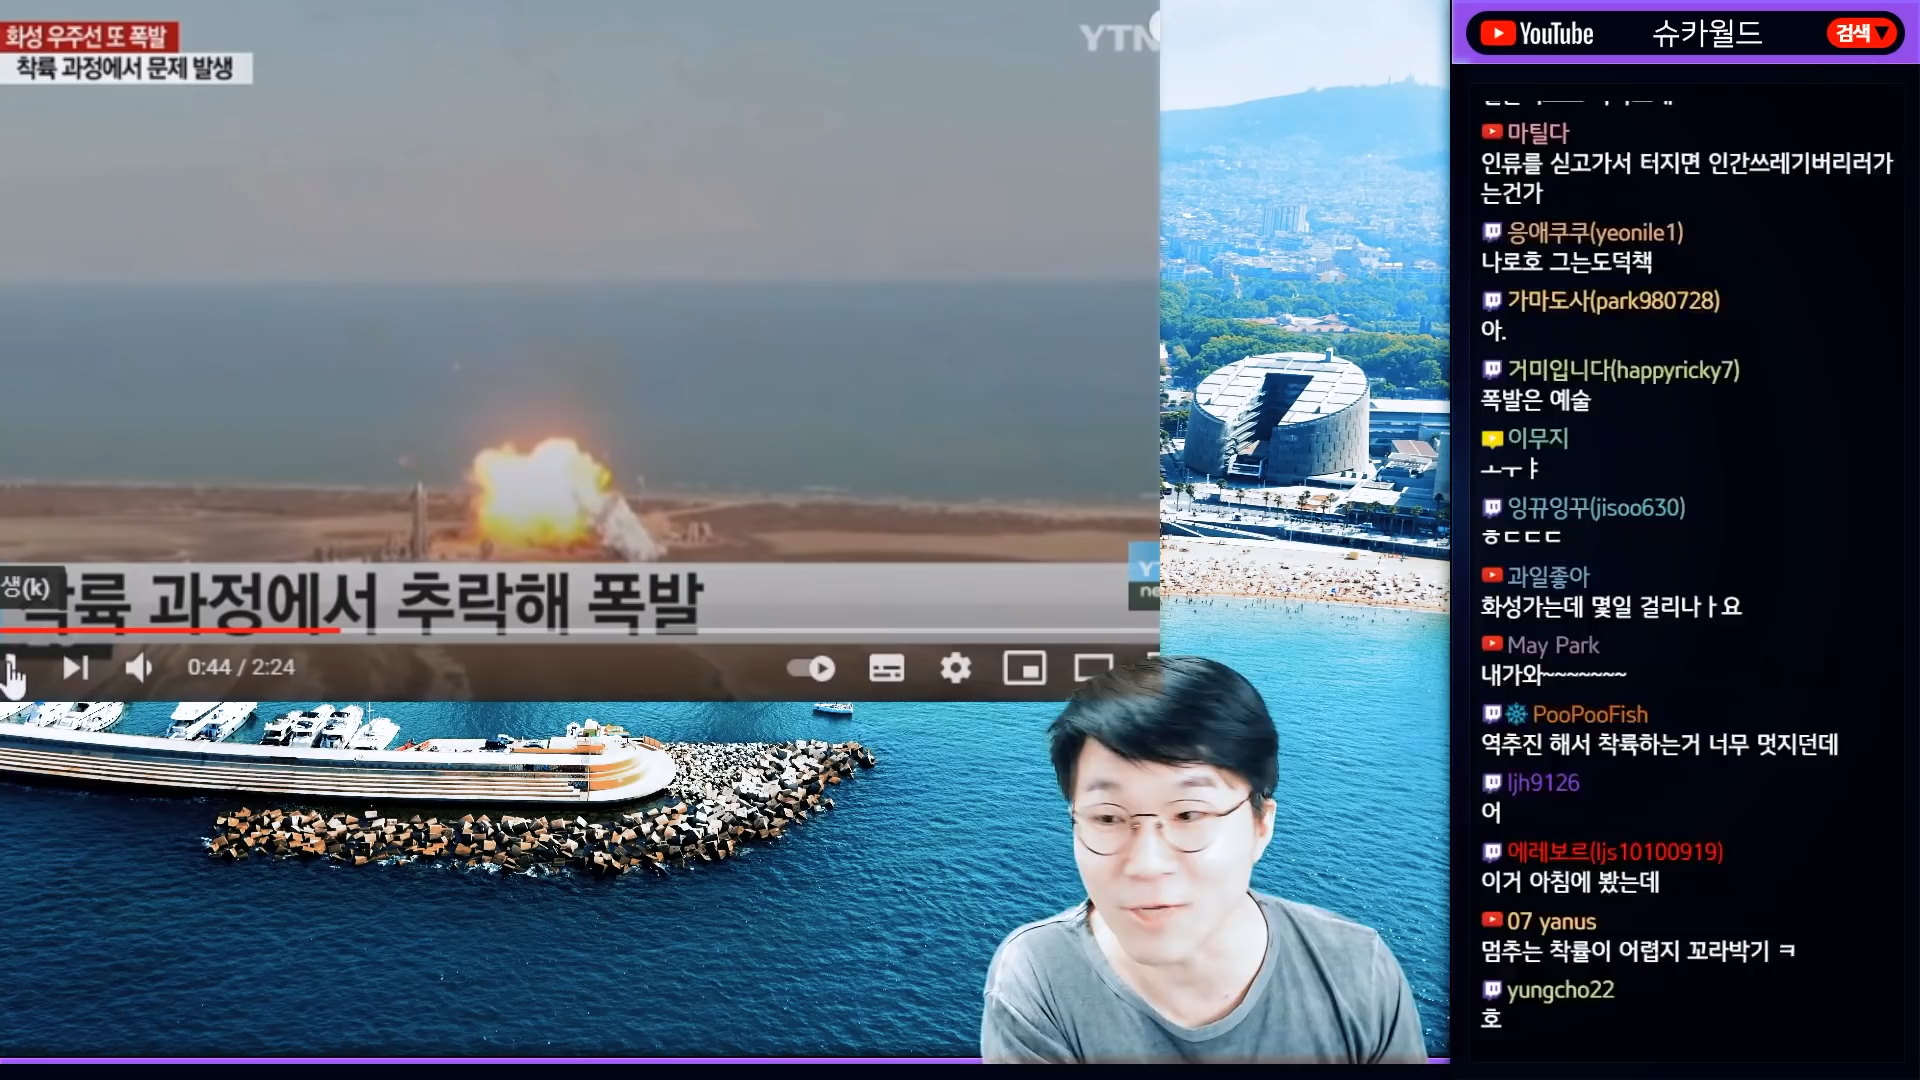 화성 우주선 또 폭발
착륙 과정에서 문제 발생
YTN
생(k)
착륙 과정에서 추락해 폭발
0:44 / 2:24
YouTube 슈카월드 검색▼
마틸다
인류를 싣고가서 터지면 인간쓰레기버리러가
는건가
응애쿠쿠(yeonile1)
나로호 그는도덕책
가마도사(park980728)
아.
거미입니다(happyricky7)
폭발은 예술
이무지
ㅗㅜㅑ
잉뀨잉꾸(jisoo630)
ㅎㄷㄷㄷ
과일좋아
화성가는데 몇일 걸리나ㅏ요
May Park
내가와~~~~~~~
PooPooFish
역추진 해서 착륙하는거 너무 멋지던데
ljh9126
어
에레보르(ljs10100919)
이거 아침에 봤는데
07 yanus
멈추는 착률이 어렵지 꼬라박기 ㅋ
yungcho22
호